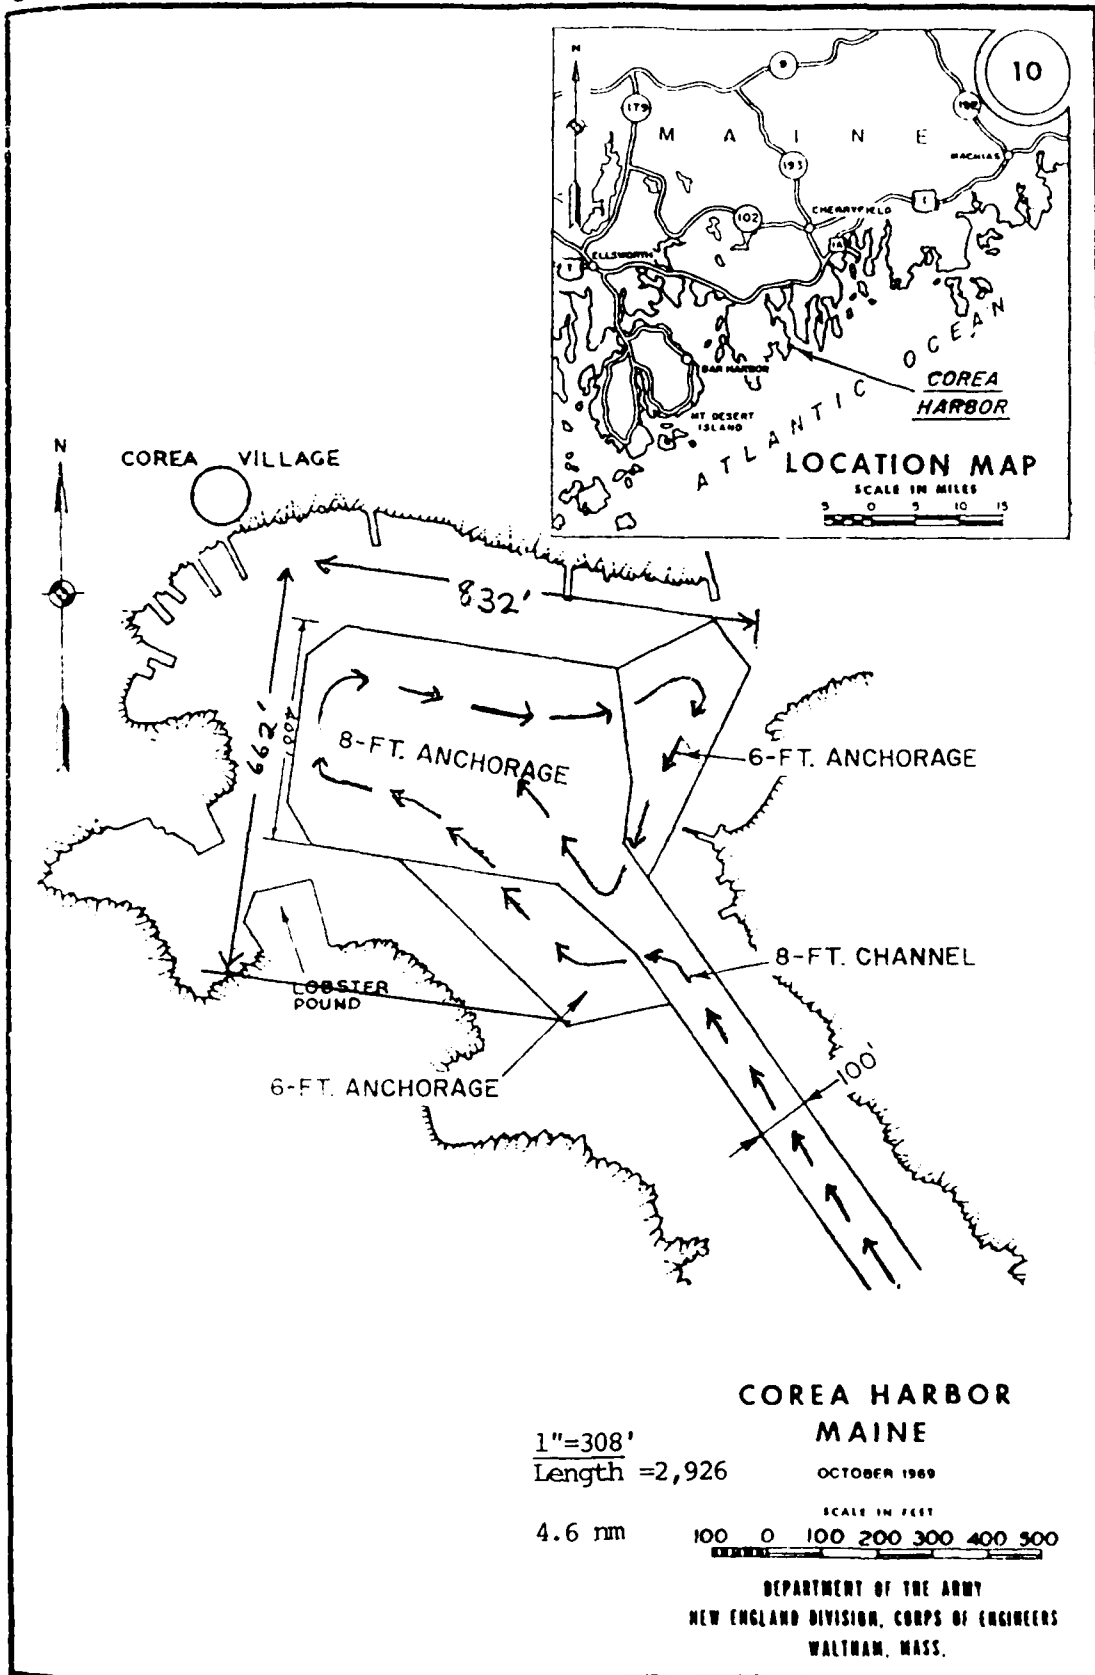 10
N
9
179
192
M A I N E
MACHIAS
193
1
102
CHERRYFIELD
1A
1
ELLSWORTH
BAR HARBOR
MT DESERT
ISLAND
ATLANTIC OCEAN
COREA
HARBOR
LOCATION MAP
SCALE IN MILES
5 0 5 10 15
N
COREA VILLAGE
832'
662'
400'
8-FT. ANCHORAGE
6-FT. ANCHORAGE
8-FT. CHANNEL
LOBSTER
POUND
6-FT. ANCHORAGE
100'
COREA HARBOR
MAINE
OCTOBER 1969
1"=308'
Length =2,926
4.6 nm
SCALE IN FEET
100 0 100 200 300 400 500
DEPARTMENT OF THE ARMY
NEW ENGLAND DIVISION, CORPS OF ENGINEERS
WALTHAM, MASS.